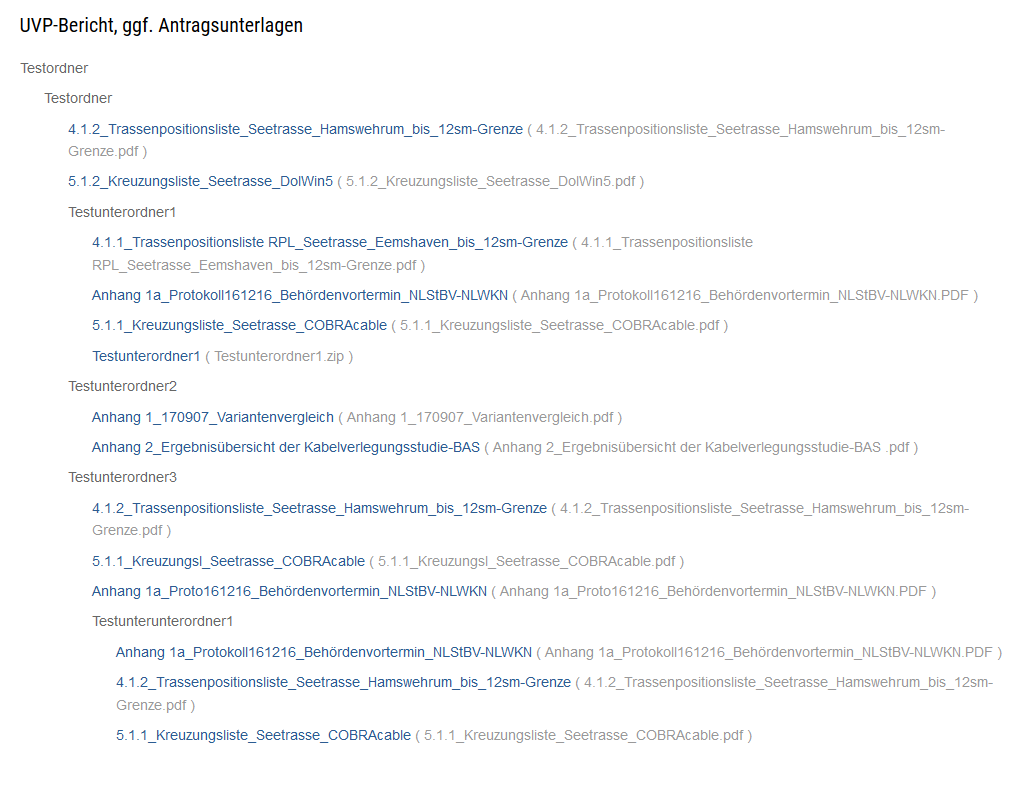 UVP-Bericht, ggf. Antragsunterlagen
Testordner
Testordner
4.1.2_Trassenpositionsliste_Seetrasse_Hamswehrum_bis_12sm-Grenze ( 4.1.2_Trassenpositionsliste_Seetrasse_Hamswehrum_bis_12sm-
Grenze.pdf )
5.1.2_Kreuzungsliste_Seetrasse_DolWin5 ( 5.1.2_Kreuzungsliste_Seetrasse_DolWin5.pdf )
Testunterordner1
4.1.1_Trassenpositionsliste RPL_Seetrasse_Eemshaven_bis_12sm-Grenze ( 4.1.1_Trassenpositionsliste
RPL_Seetrasse_Eemshaven_bis_12sm-Grenze.pdf )
Anhang 1a_Protokoll161216_Behördenvortermin_NLStBV-NLWKN ( Anhang 1a_Protokoll161216_Behördenvortermin_NLStBV-NLWKN.PDF )
5.1.1_Kreuzungsliste_Seetrasse_COBRAcable ( 5.1.1_Kreuzungsliste_Seetrasse_COBRAcable.pdf )
Testunterordner1 ( Testunterordner1.zip )
Testunterordner2
Anhang 1_170907_Variantenvergleich ( Anhang 1_170907_Variantenvergleich.pdf )
Anhang 2_Ergebnisübersicht der Kabelverlegungsstudie-BAS ( Anhang 2_Ergebnisübersicht der Kabelverlegungsstudie-BAS .pdf )
Testunterordner3
4.1.2_Trassenpositionsliste_Seetrasse_Hamswehrum_bis_12sm-Grenze ( 4.1.2_Trassenpositionsliste_Seetrasse_Hamswehrum_bis_12sm-
Grenze.pdf )
5.1.1_Kreuzungsl_Seetrasse_COBRAcable ( 5.1.1_Kreuzungsl_Seetrasse_COBRAcable.pdf )
Anhang 1a_Proto161216_Behördenvortermin_NLStBV-NLWKN ( Anhang 1a_Proto161216_Behördenvortermin_NLStBV-NLWKN.PDF )
Testunterunterordner1
Anhang 1a_Protokoll161216_Behördenvortermin_NLStBV-NLWKN ( Anhang 1a_Protokoll161216_Behördenvortermin_NLStBV-NLWKN.PDF )
4.1.2_Trassenpositionsliste_Seetrasse_Hamswehrum_bis_12sm-Grenze ( 4.1.2_Trassenpositionsliste_Seetrasse_Hamswehrum_bis_12sm-
Grenze.pdf )
5.1.1_Kreuzungsliste_Seetrasse_COBRAcable ( 5.1.1_Kreuzungsliste_Seetrasse_COBRAcable.pdf )